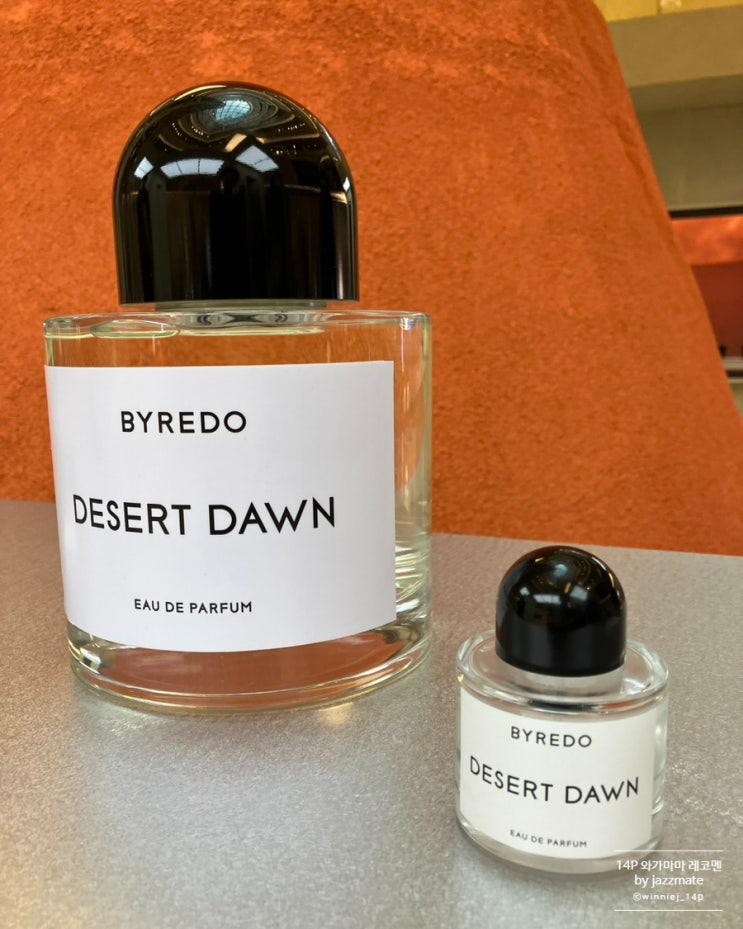 BYREDO
DESERT DAWN
EAU DE PARFUM
BYREDO
DESERT DAWN
EAU DE PARFUM
14P 와가마마 레코멘
by jazzmate
©winniej_14p